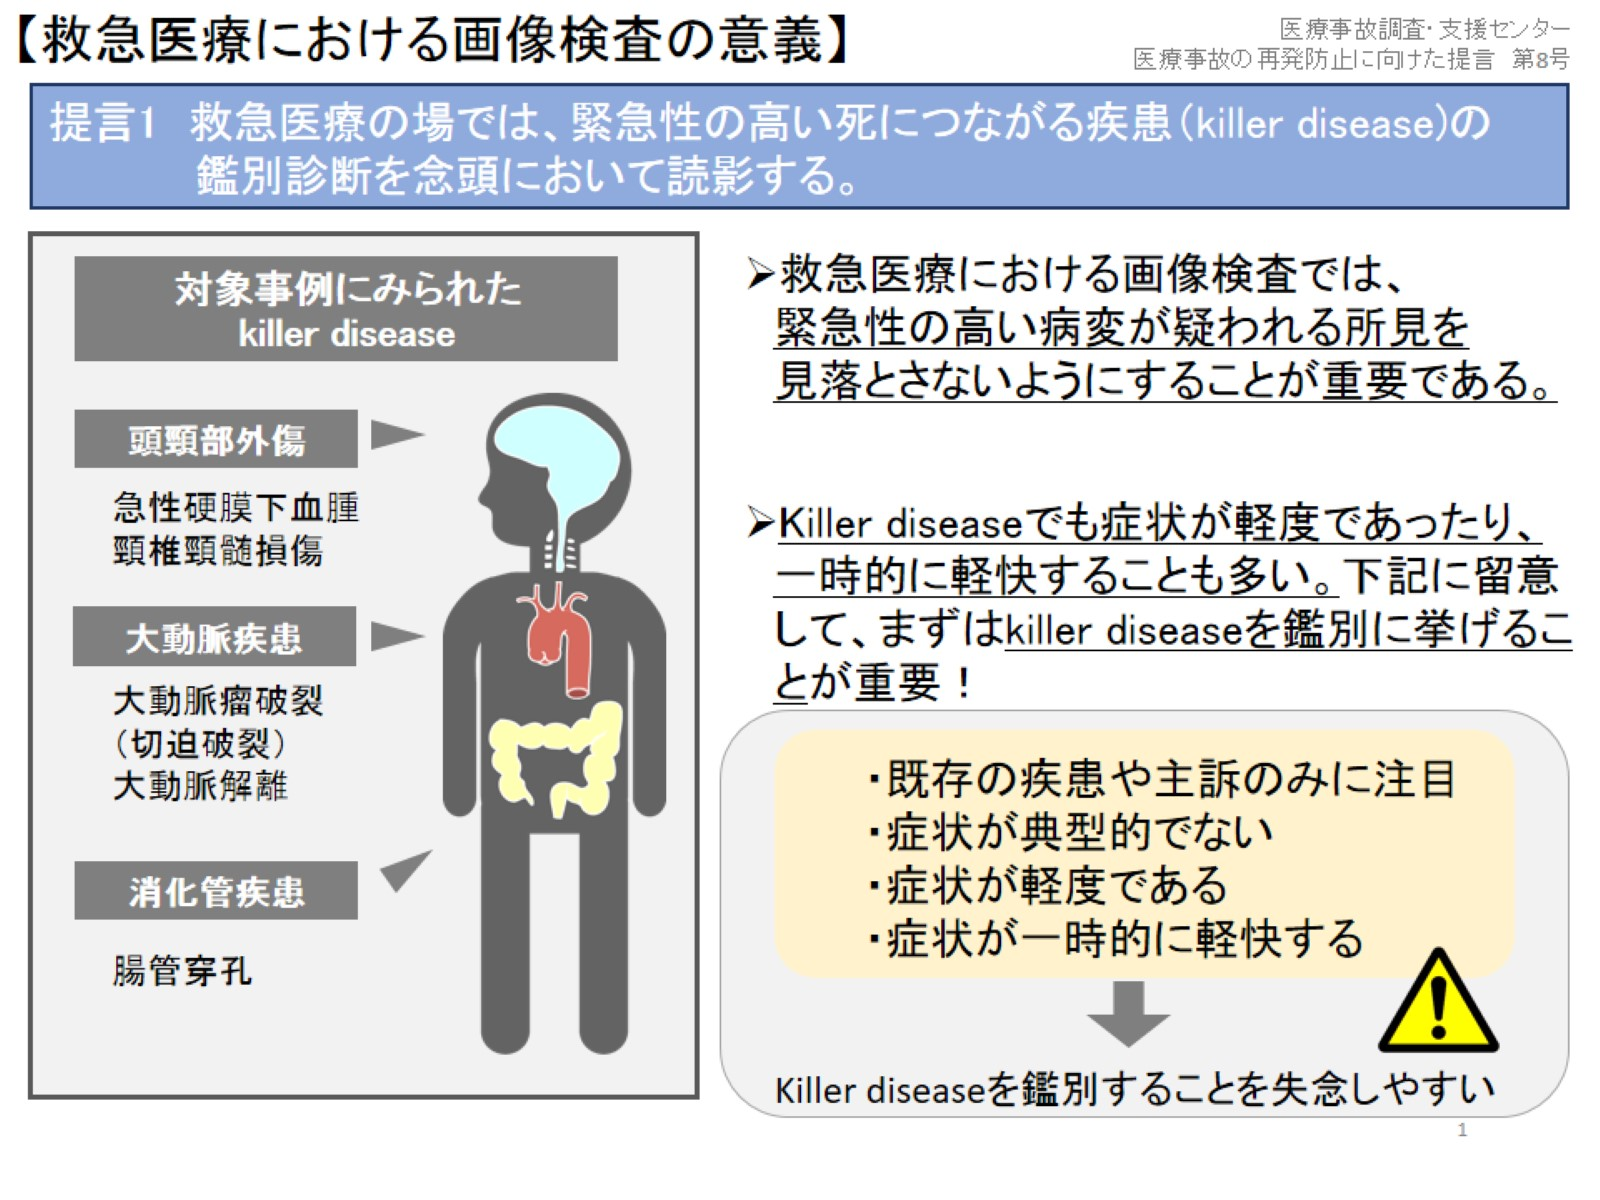 【救急医療における画像検査の意義】
医療事故調査・支援センター
医療事故の再発防止に向けた提言 第8号
提言1 救急医療の場では、緊急性の高い死につながる疾患(killer disease)の
鑑別診断を念頭において読影する。
対象事例にみられた
killer disease
頭頸部外傷
急性硬膜下血腫
頸椎頸髄損傷
大動脈疾患
大動脈瘤破裂
(切迫破裂)
大動脈解離
消化管疾患
腸管穿孔
➢救急医療における画像検査では、
緊急性の高い病変が疑われる所見を
見落とさないようにすることが重要である。
➢Killer diseaseでも症状が軽度であったり、
一時的に軽快することも多い。下記に留意
して、まずはkiller diseaseを鑑別に挙げるこ
とが重要！
・既存の疾患や主訴のみに注目
・症状が典型的でない
・症状が軽度である
・症状が一時的に軽快する
Killer diseaseを鑑別することを失念しやすい
1